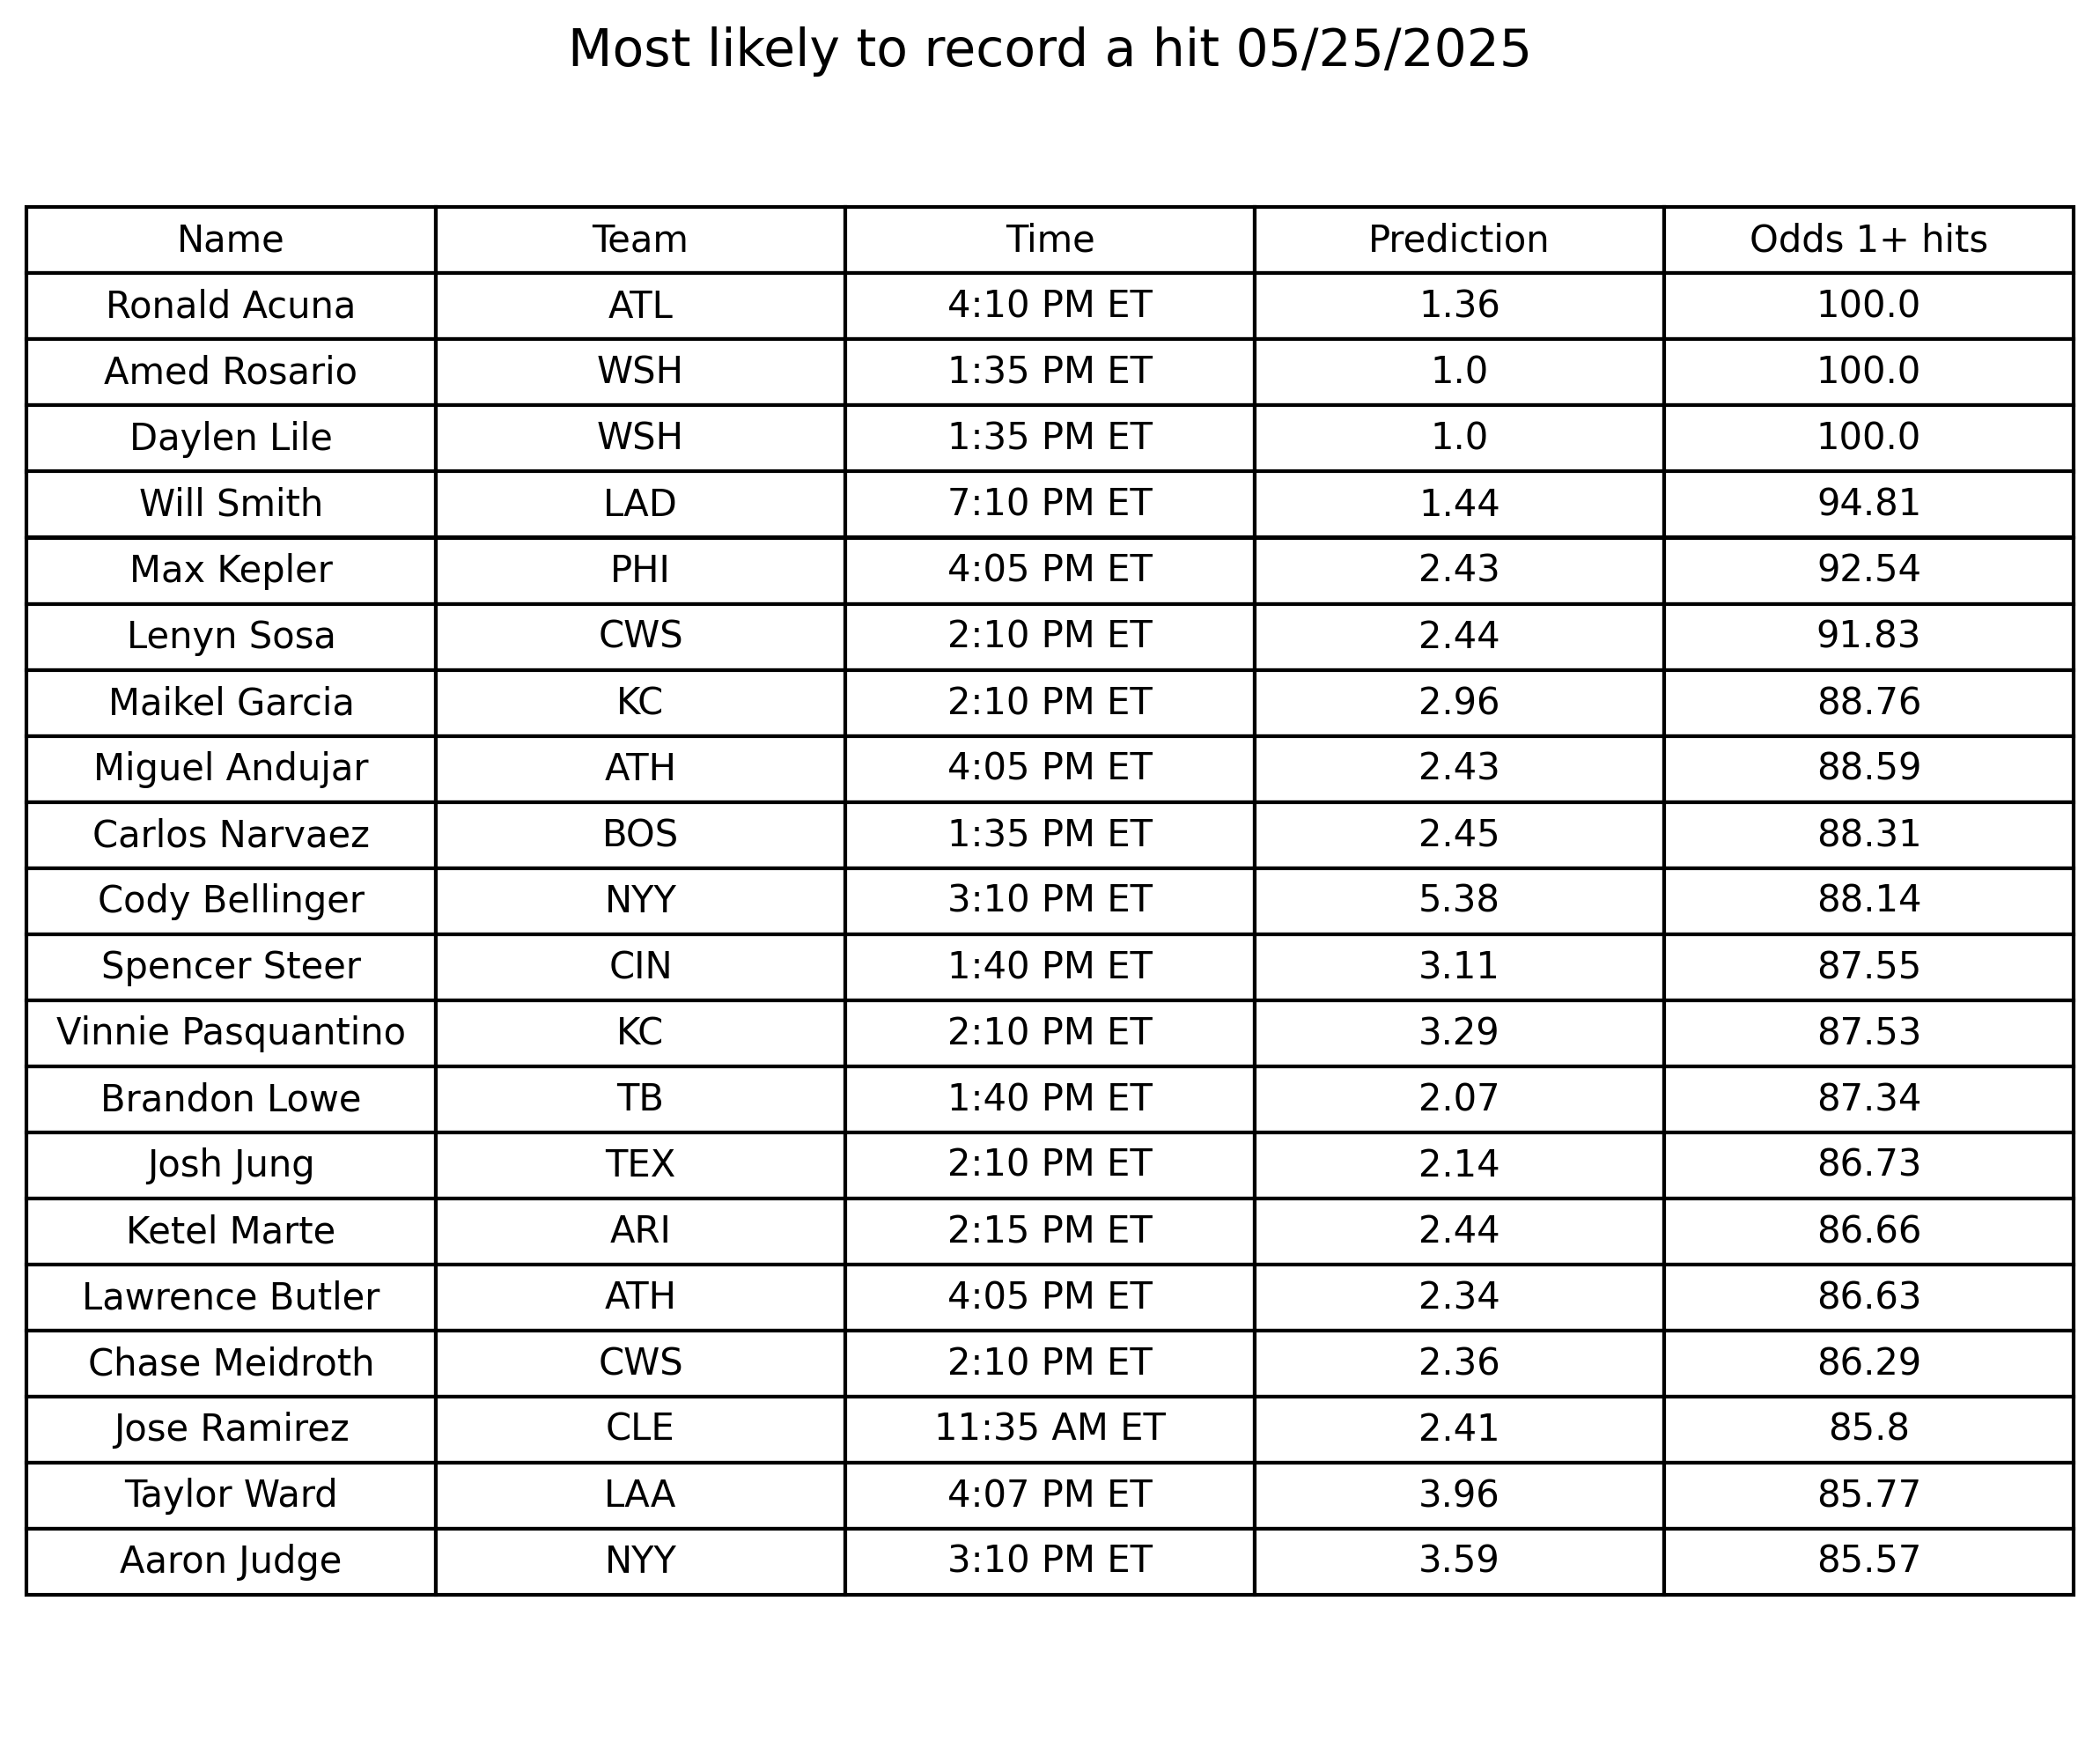 Most likely to record a hit 05/25/2025
Name Team Time Prediction Odds 1+ hits
Ronald Acuna ATL 4:10 PM ET 1.36 100.0
Amed Rosario WSH 1:35 PM ET 1.0 100.0
Daylen Lile WSH 1:35 PM ET 1.0 100.0
Will Smith LAD 7:10 PM ET 1.44 94.81
Max Kepler PHI 4:05 PM ET 2.43 92.54
Lenyn Sosa CWS 2:10 PM ET 2.44 91.83
Maikel Garcia KC 2:10 PM ET 2.96 88.76
Miguel Andujar ATH 4:05 PM ET 2.43 88.59
Carlos Narvaez BOS 1:35 PM ET 2.45 88.31
Cody Bellinger NYY 3:10 PM ET 5.38 88.14
Spencer Steer CIN 1:40 PM ET 3.11 87.55
Vinnie Pasquantino KC 2:10 PM ET 3.29 87.53
Brandon Lowe TB 1:40 PM ET 2.07 87.34
Josh Jung TEX 2:10 PM ET 2.14 86.73
Ketel Marte ARI 2:15 PM ET 2.44 86.66
Lawrence Butler ATH 4:05 PM ET 2.34 86.63
Chase Meidroth CWS 2:10 PM ET 2.36 86.29
Jose Ramirez CLE 11:35 AM ET 2.41 85.8
Taylor Ward LAA 4:07 PM ET 3.96 85.77
Aaron Judge NYY 3:10 PM ET 3.59 85.57